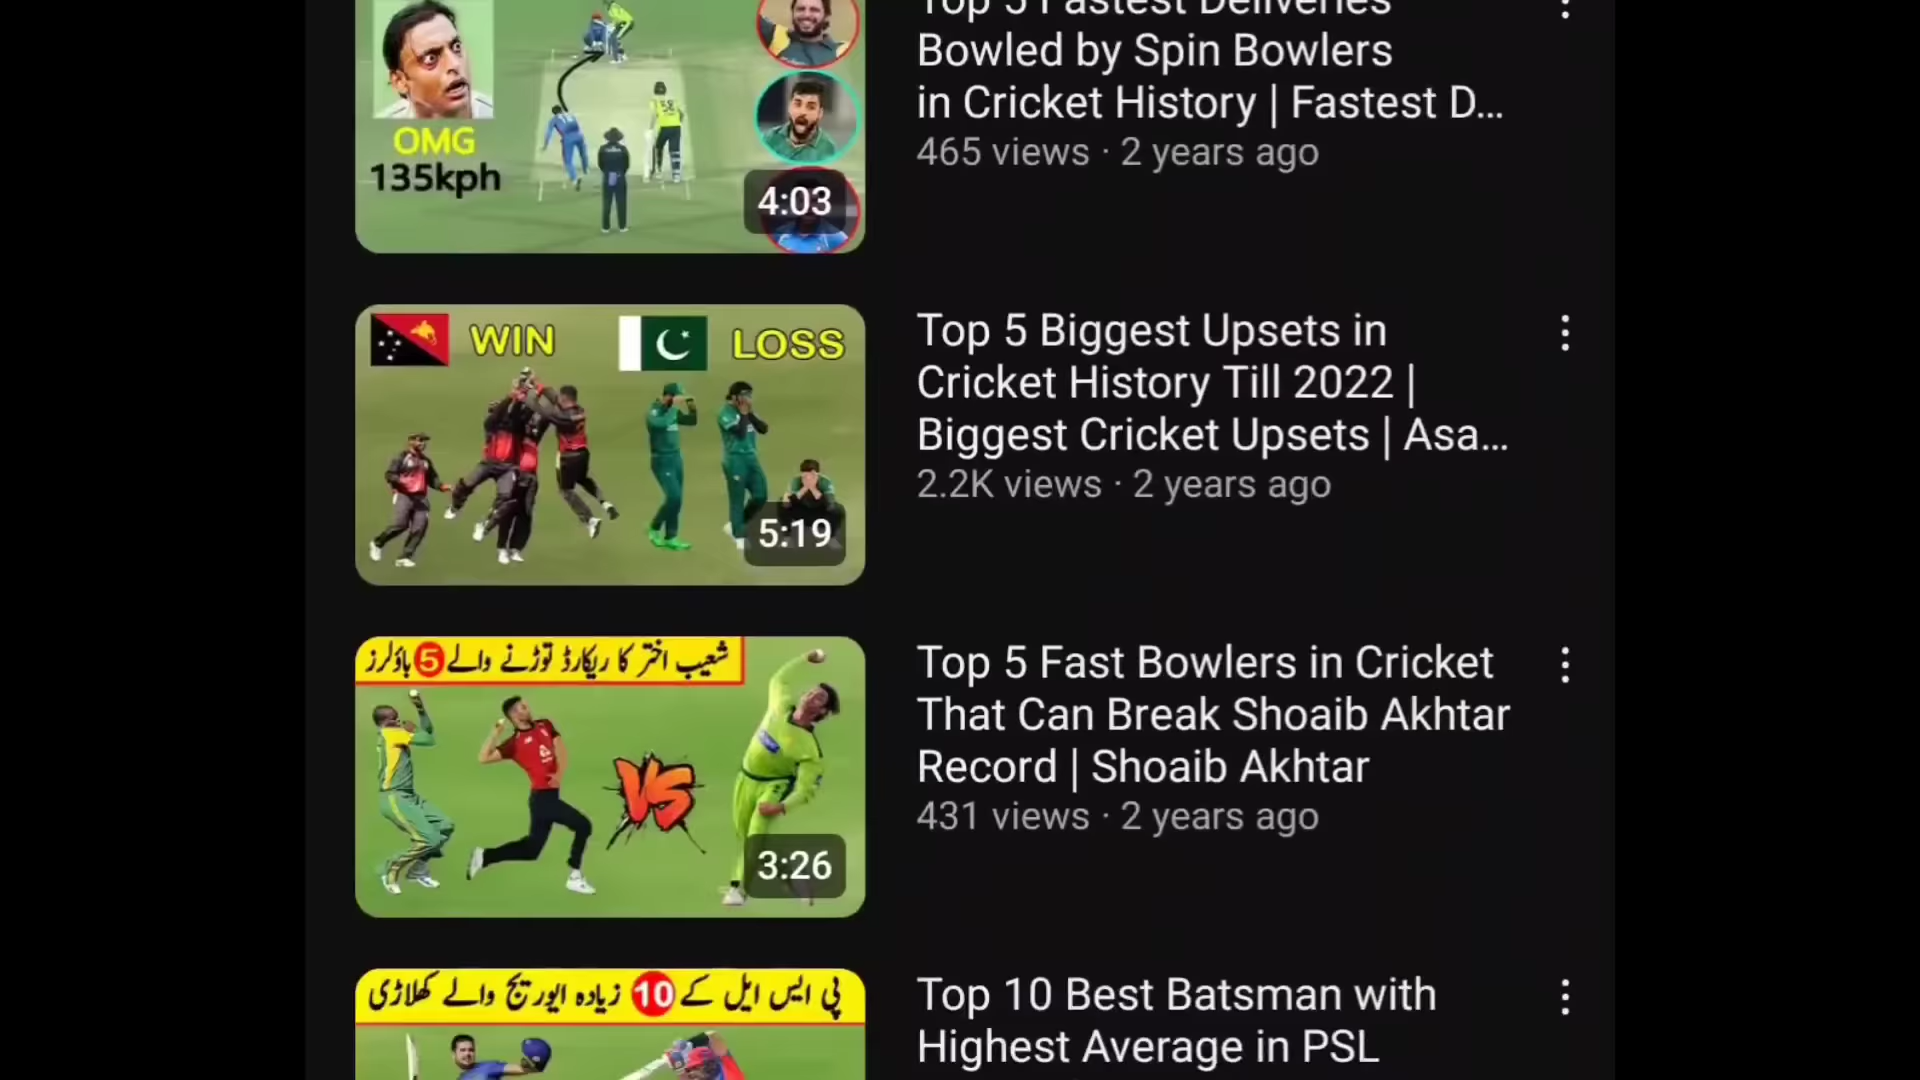 OMG
135kph
4:03
Top 5 Fastest Deliveries
Bowled by Spin Bowlers
in Cricket History | Fastest D...
465 views · 2 years ago
WIN
LOSS
5:19
Top 5 Biggest Upsets in
Cricket History Till 2022 |
Biggest Cricket Upsets | Asa...
2.2K views · 2 years ago
شعیب اختر کا ریکارڈ توڑنے والے 5 باؤلرز
VS
3:26
Top 5 Fast Bowlers in Cricket
That Can Break Shoaib Akhtar
Record | Shoaib Akhtar
431 views · 2 years ago
پی ایس ایل کے 10 زیادہ ایوریج والے کھلاڑی
Top 10 Best Batsman with
Highest Average in PSL